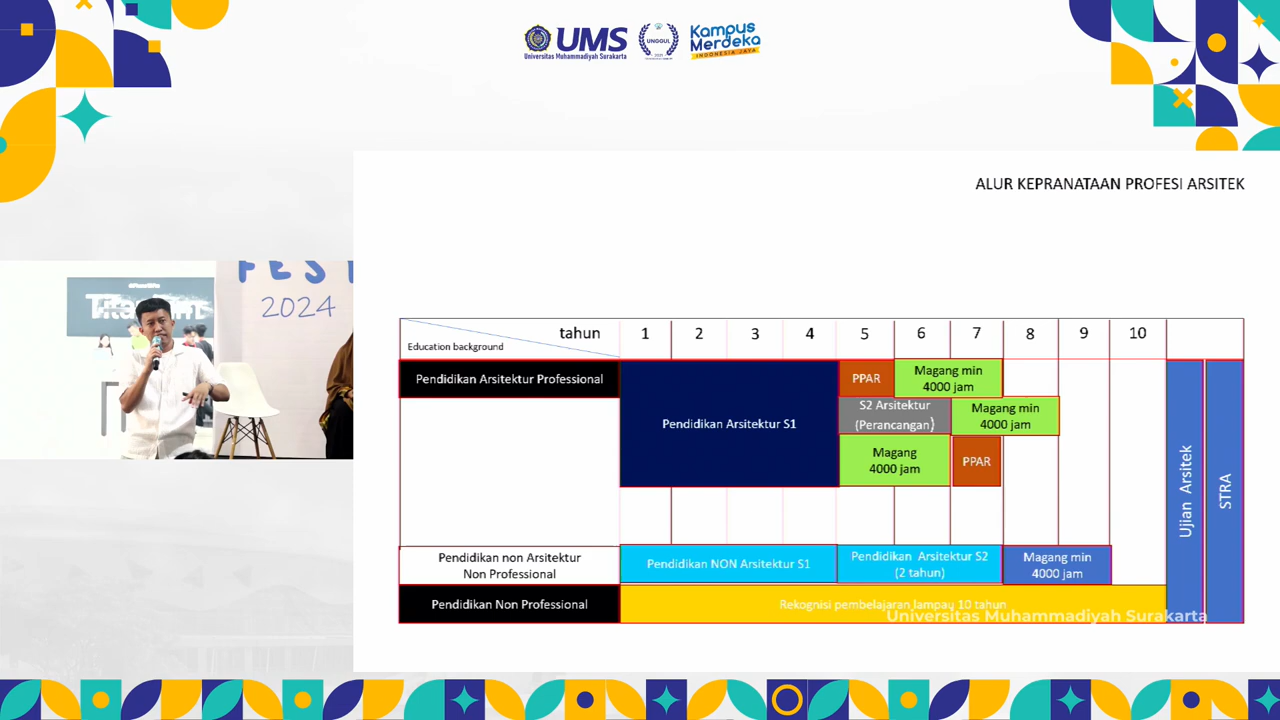 UMS
Universitas Muhammadiyah Surakarta
UNGGUL
Kampus
Merdeka
INDONESIA JAYA
ALUR KEPRANATAAN PROFESI ARSITEK
FEST
2024
tahun 1 2 3 4 5 6 7 8 9 10
Education background
Pendidikan Arsitektur Professional
Pendidikan Arsitektur S1
PPAR
Magang min
4000 jam
S2 Arsitektur
(Perancangan)
Magang min
4000 jam
Magang
4000 jam
PPAR
Pendidikan non Arsitektur
Non Professional
Pendidikan NON Arsitektur S1
Pendidikan Arsitektur S2
(2 tahun)
Magang min
4000 jam
Pendidikan Non Professional
Rekognisi pembelajaran lampau 10 tahun
Ujian Arsitek
STRA
Universitas Muhammadiyah Surakarta